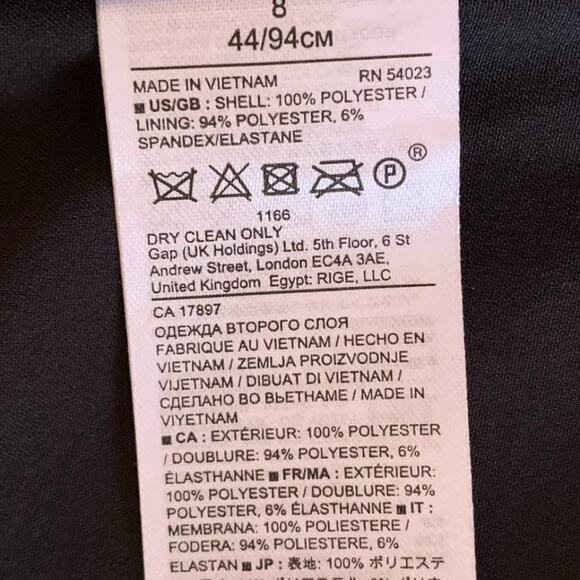 8
44/94CM
MADE IN VIETNAM RN 54023
■ US/GB : SHELL: 100% POLYESTER /
LINING: 94% POLYESTER, 6%
SPANDEX/ELASTANE
P ®
1166
DRY CLEAN ONLY
Gap (UK Holdings) Ltd. 5th Floor, 6 St
Andrew Street, London EC4A 3AE,
United Kingdom Egypt: RIGE, LLC
CA 17897
ОДЕЖДА ВТОРОГО СЛОЯ
FABRIQUE AU VIETNAM / HECHO EN
VIETNAM / ZEMLJA PROIZVODNJE
VIJETNAM / DIBUAT DI VIETNAM /
СДЕЛАНО ВО ВЬЕТНАМЕ / MADE IN
VIYETNAM
■ CA : EXTÉRIEUR: 100% POLYESTER
/ DOUBLURE: 94% POLYESTER, 6%
ÉLASTHANNE ■ FR/MA : EXTÉRIEUR:
100% POLYESTER / DOUBLURE: 94%
POLYESTER, 6% ÉLASTHANNE ■ IT :
MEMBRANA: 100% POLIESTERE /
FODERA: 94% POLIESTERE, 6%
ELASTAN ■ JP : 表地: 100% ポリエステ